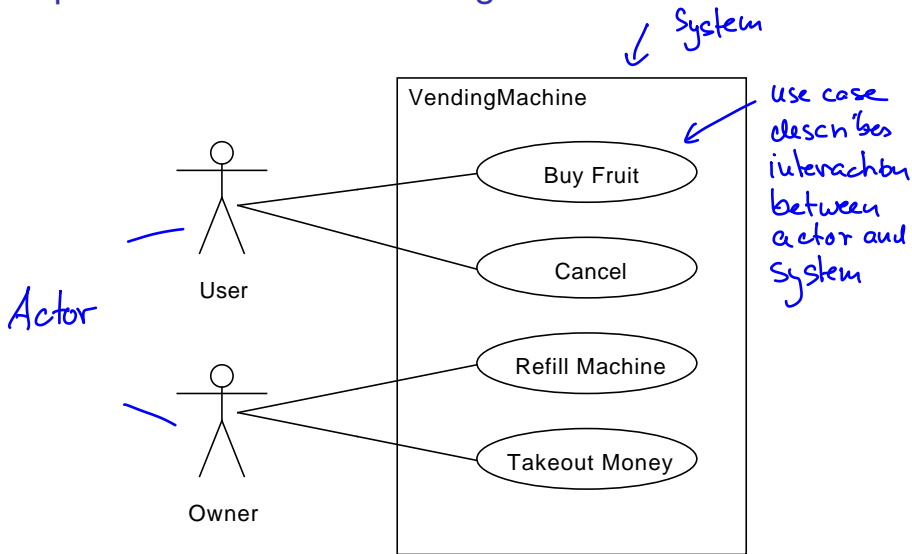 System
VendingMachine
use case
describes
interaction
between
actor and
System
Buy Fruit
Cancel
User
Actor
Refill Machine
Takeout Money
Owner